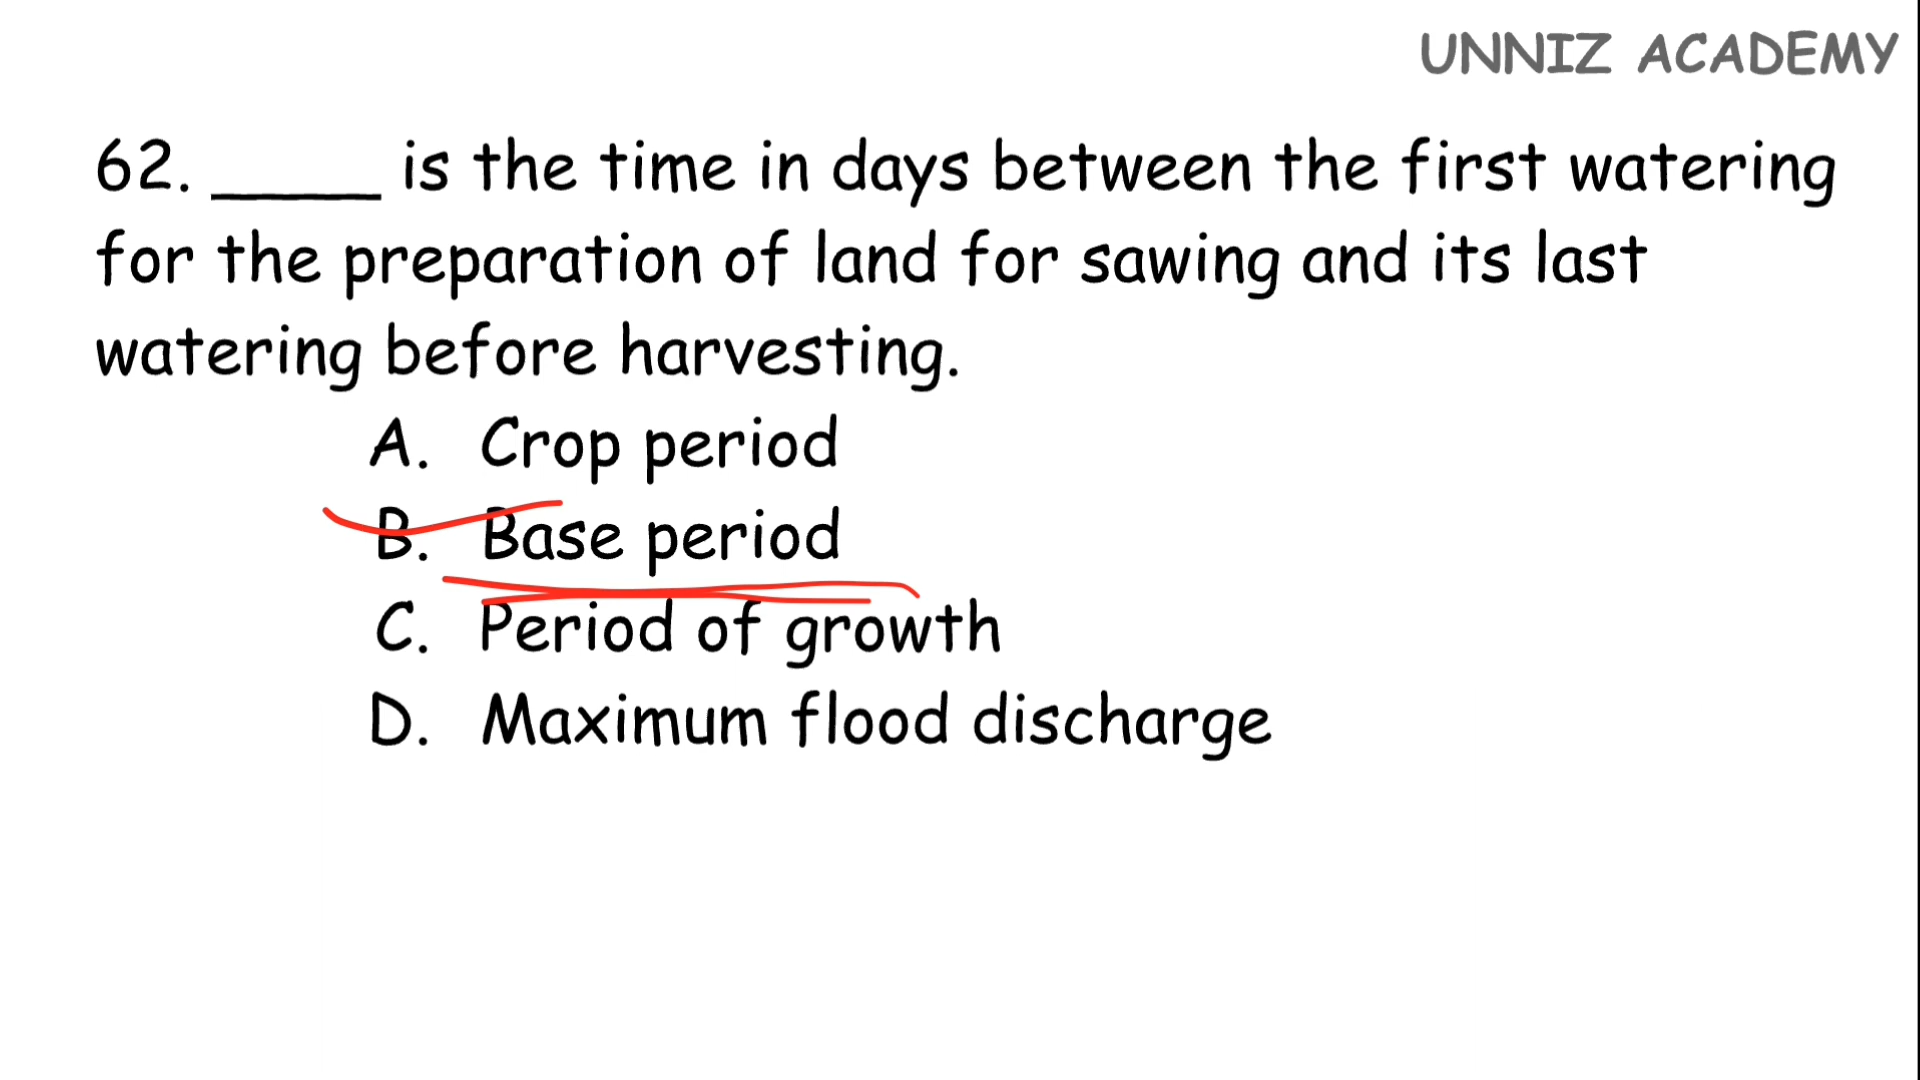 UNNIZ ACADEMY
62. _____ is the time in days between the first watering
for the preparation of land for sawing and its last
watering before harvesting.
A. Crop period
B. Base period
C. Period of growth
D. Maximum flood discharge